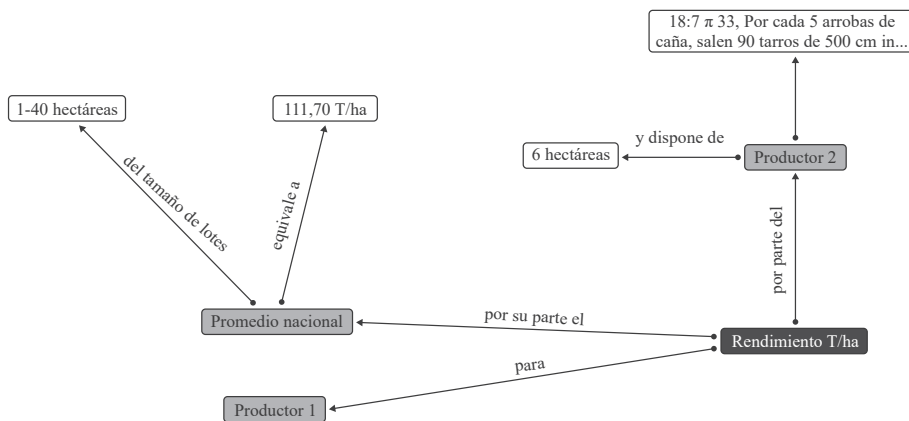 18:7 π 33, Por cada 5 arrobas de
caña, salen 90 tarros de 500 cm in...
1-40 hectáreas
111,70 T/ha
y dispone de
6 hectáreas
Productor 2
del tamaño de lotes
equivale a
por parte del
Promedio nacional
por su parte el
Rendimiento T/ha
para
Productor 1